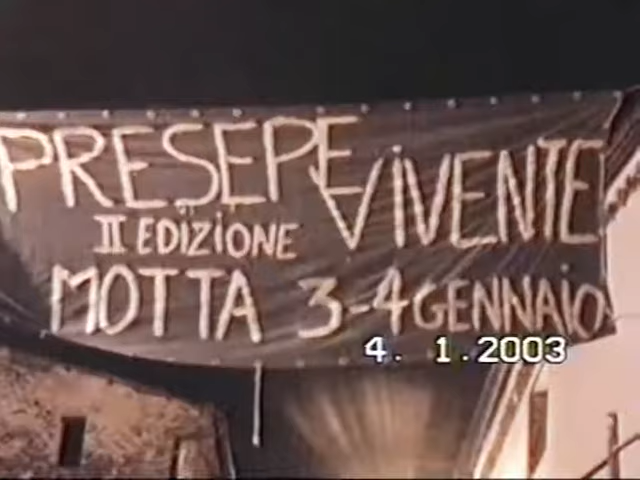 PRESEPE ViVENTE
II EDiZiONE
MOTTA 3-4 GENNAiO
4. 1.2003